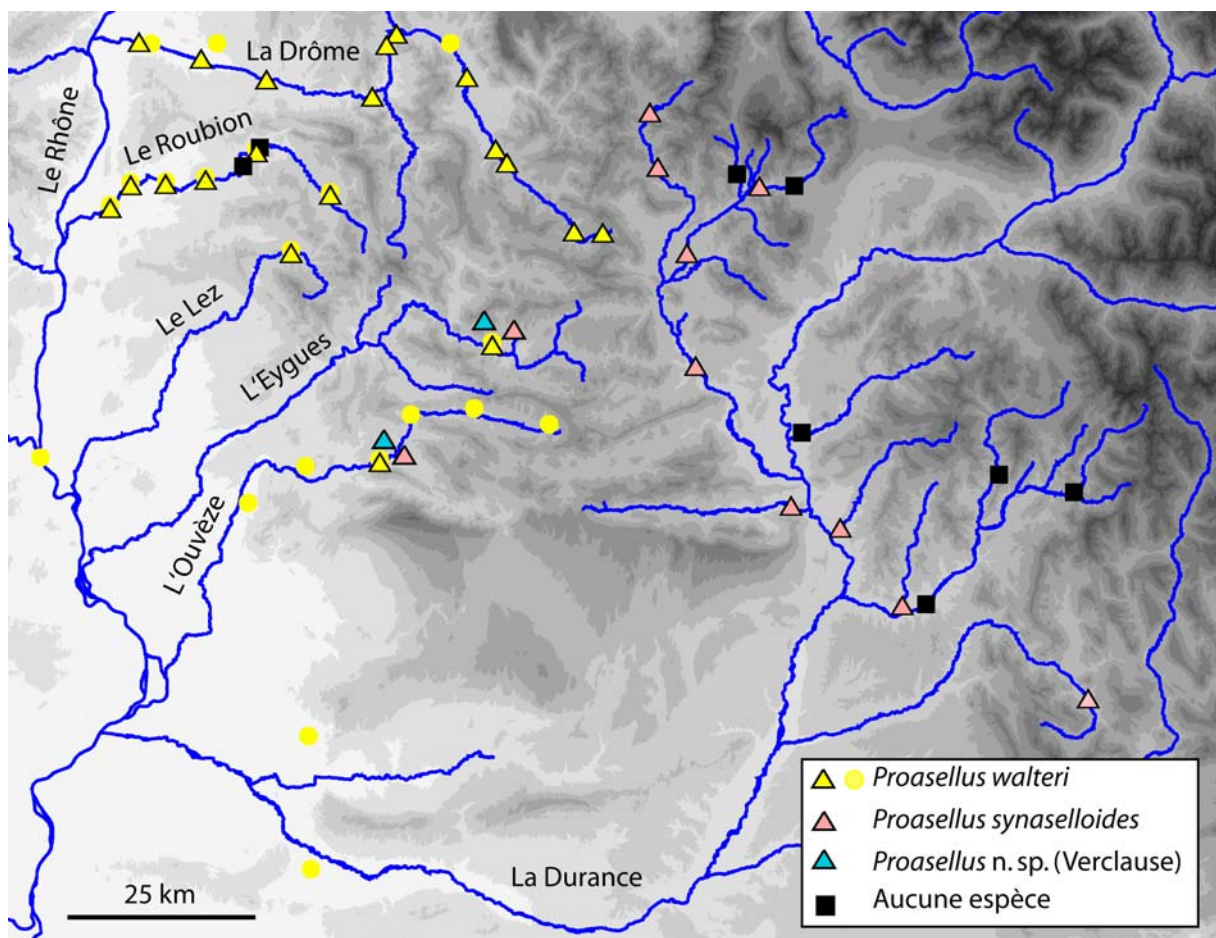 La Drôme
Le Rhône
Le Roubion
Le Lez
L'Eygues
L'Ouvèze
La Durance
25 km
Proasellus walteri
Proasellus synaselloides
Proasellus n. sp. (Verclause)
Aucune espèce